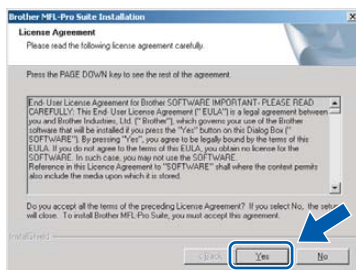 Brother MFL-Pro Suite Installation
License Agreement
Please read the following license agreement carefully.
Press the PAGE DOWN key to see the rest of the agreement.
End- User License Agreement for Brother SOFTWARE IMPORTANT- PLEASE READ
CAREFULLY: This End- User License Agreement (" EULA") is a legal agreement between
you and Brother Industries, Ltd. ("Brother"), which governs your use of the Brother
software that will be installed if you press the "Yes" button on this Dialog Box ("
SOFTWARE"). By pressing "Yes", you agree to be legally bound by the terms of this
EULA. If you do not agree to the terms of this EULA, you obtain no license for the
SOFTWARE. In such case, you may not use the SOFTWARE.
Reference in this License Agreement to "SOFTWARE" shall where the context permits
also include the media upon which it is stored.
Do you accept all the terms of the preceding License Agreement? If you select No, the setup
will close. To install Brother MFL-Pro Suite, you must accept this agreement.
InstallShield
< Back Yes No